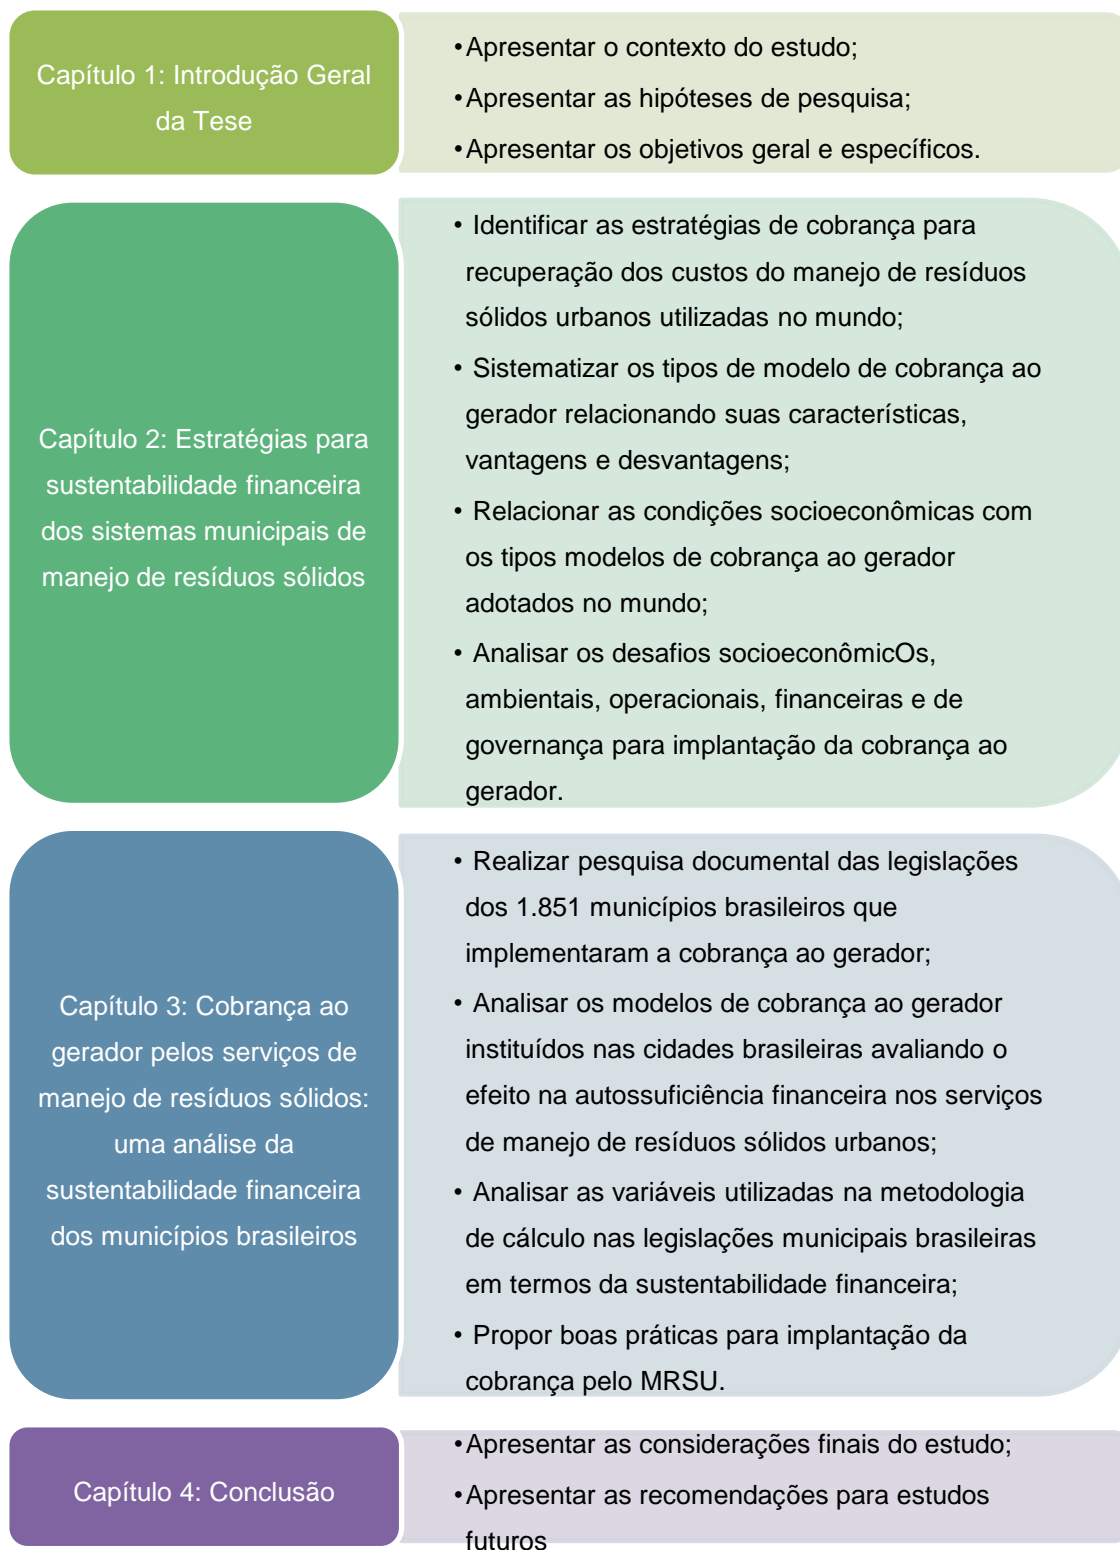 Capítulo 1: Introdução Geral
da Tese
•Apresentar o contexto do estudo;
•Apresentar as hipóteses de pesquisa;
•Apresentar os objetivos geral e específicos.
Capítulo 2: Estratégias para
sustentabilidade financeira
dos sistemas municipais de
manejo de resíduos sólidos
• Identificar as estratégias de cobrança para
recuperação dos custos do manejo de resíduos
sólidos urbanos utilizadas no mundo;
• Sistematizar os tipos de modelo de cobrança ao
gerador relacionando suas características,
vantagens e desvantagens;
• Relacionar as condições socioeconômicas com
os tipos modelos de cobrança ao gerador
adotados no mundo;
• Analisar os desafios socioeconômicOs,
ambientais, operacionais, financeiras e de
governança para implantação da cobrança ao
gerador.
Capítulo 3: Cobrança ao
gerador pelos serviços de
manejo de resíduos sólidos:
uma análise da
sustentabilidade financeira
dos municípios brasileiros
• Realizar pesquisa documental das legislações
dos 1.851 municípios brasileiros que
implementaram a cobrança ao gerador;
• Analisar os modelos de cobrança ao gerador
instituídos nas cidades brasileiras avaliando o
efeito na autossuficiência financeira nos serviços
de manejo de resíduos sólidos urbanos;
• Analisar as variáveis utilizadas na metodologia
de cálculo nas legislações municipais brasileiras
em termos da sustentabilidade financeira;
• Propor boas práticas para implantação da
cobrança pelo MRSU.
Capítulo 4: Conclusão
•Apresentar as considerações finais do estudo;
•Apresentar as recomendações para estudos
futuros